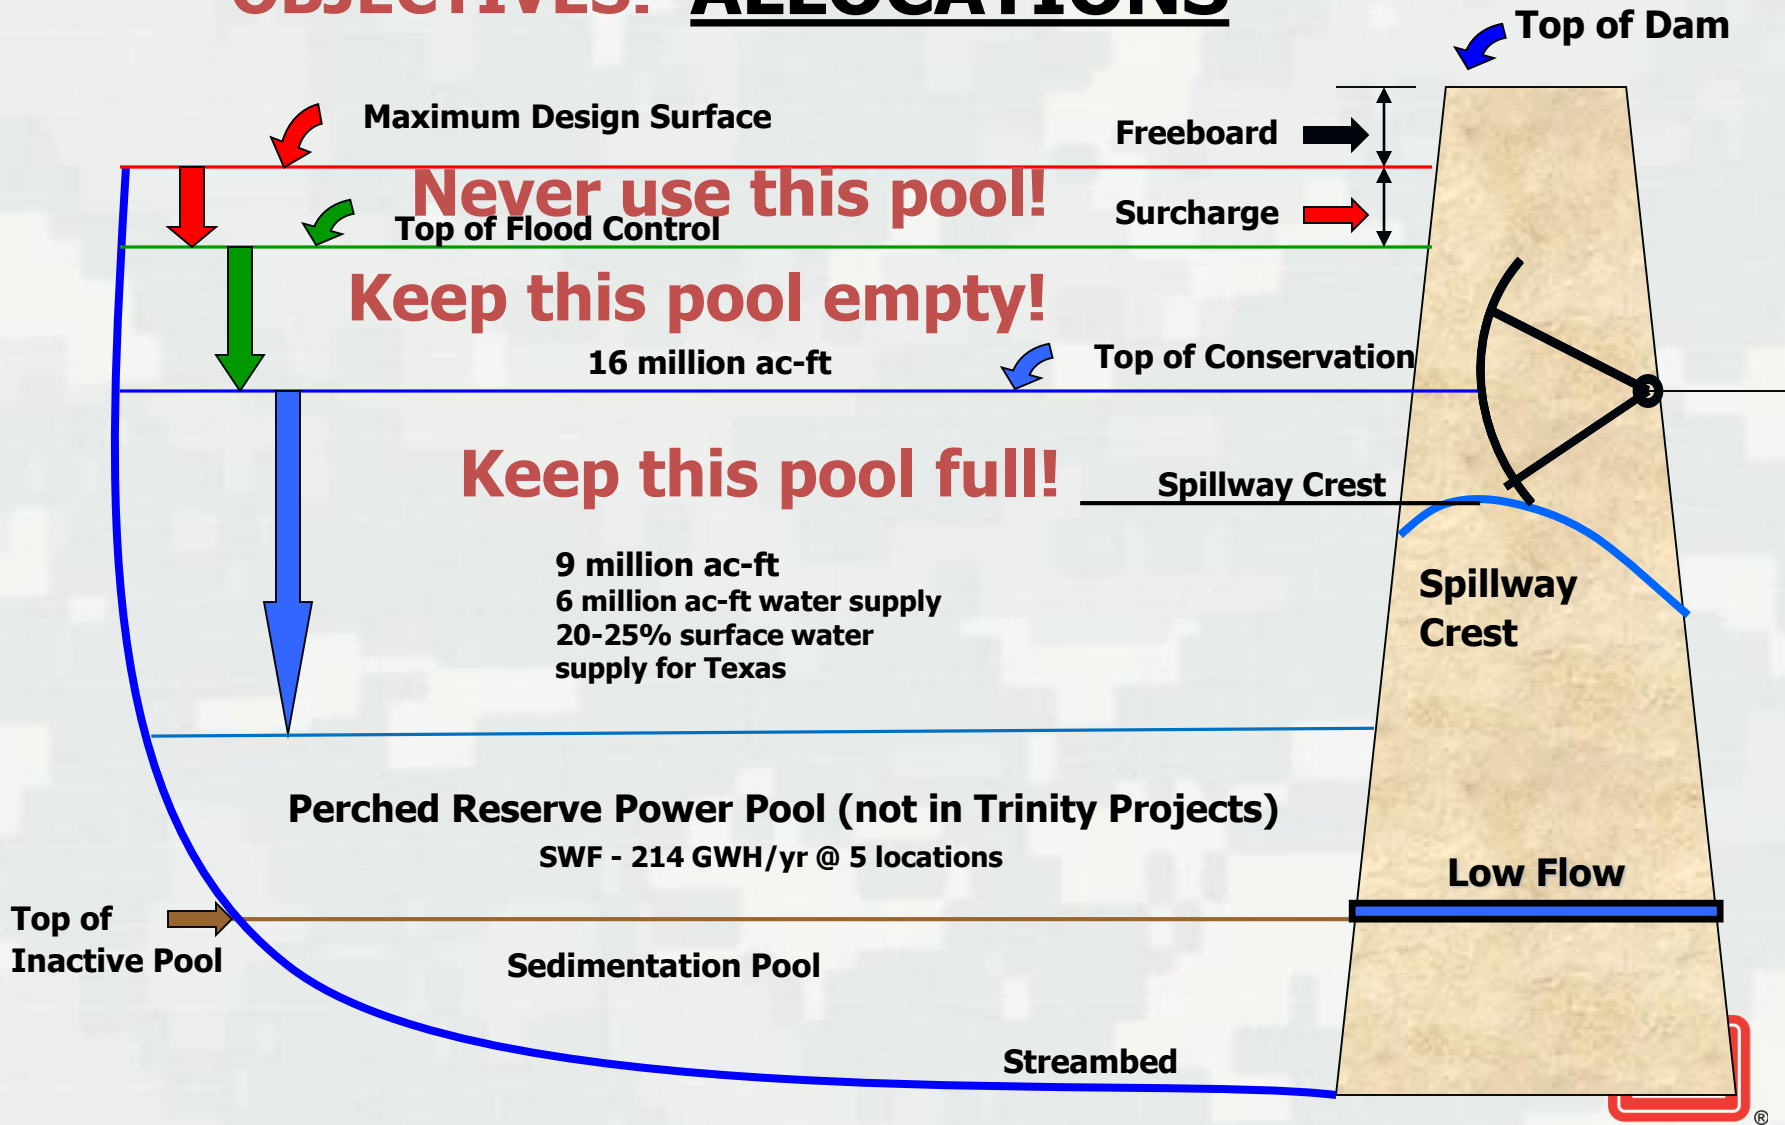 OBJECTIVES: ALLOCATIONS
Top of Dam
Maximum Design Surface
Freeboard
Never use this pool!
Surcharge
Top of Flood Control
Keep this pool empty!
16 million ac-ft
Top of Conservation
Keep this pool full!
Spillway Crest
9 million ac-ft
6 million ac-ft water supply
20-25% surface water
supply for Texas
Spillway
Crest
Perched Reserve Power Pool (not in Trinity Projects)
SWF - 214 GWH/yr @ 5 locations
Low Flow
Top of
Inactive Pool
Sedimentation Pool
Streambed
®